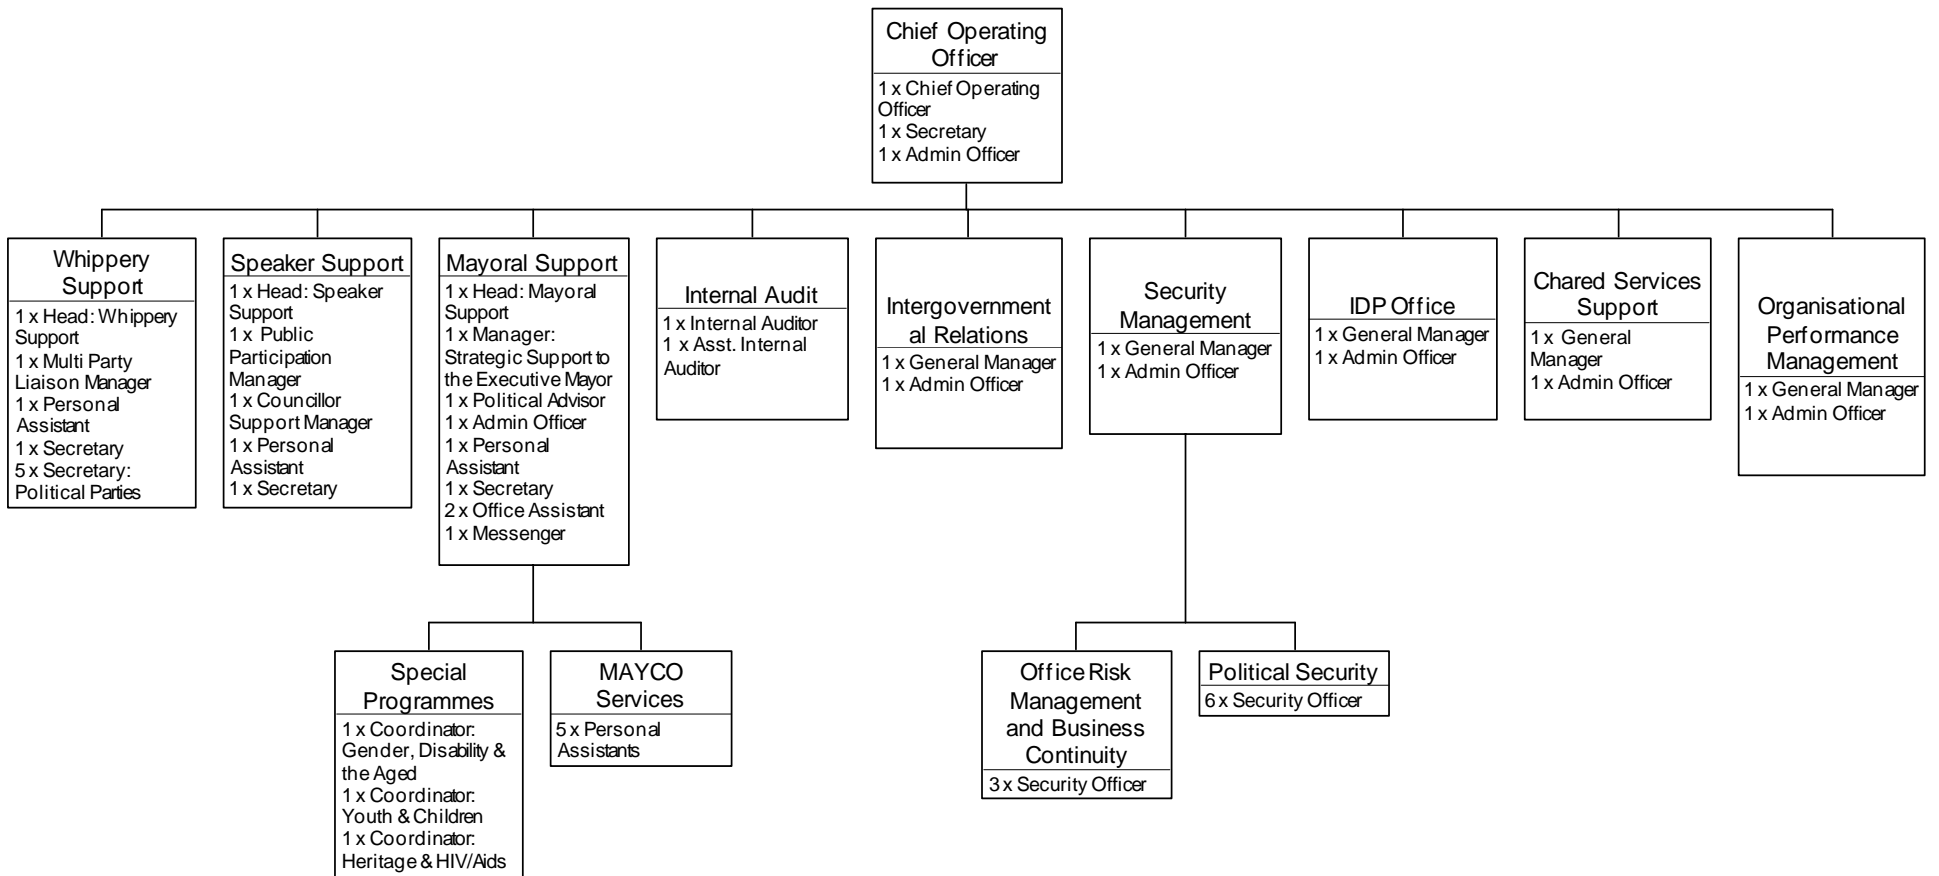 Chief Operating
Officer
1 x Chief Operating
Officer
1 x Secretary
1 x Admin Officer
Whippery
Support
1 x Head: Whippery
Support
1 x Multi Party
Liaison Manager
1 x Personal
Assistant
1 x Secretary
5 x Secretary:
Political Parties
Speaker Support
1 x Head: Speaker
Support
1 x Public
Participation
Manager
1 x Councillor
Support Manager
1 x Personal
Assistant
1 x Secretary
Mayoral Support
1 x Head: Mayoral
Support
1 x Manager:
Strategic Support to
the Executive Mayor
1 x Political Advisor
1 x Admin Officer
1 x Personal
Assistant
1 x Secretary
2 x Office Assistant
1 x Messenger
Internal Audit
1 x Internal Auditor
1 x Asst. Internal
Auditor
Intergovernment
al Relations
1 x General Manager
1 x Admin Officer
Security
Management
1 x General Manager
1 x Admin Officer
IDP Office
1 x General Manager
1 x Admin Officer
Chared Services
Support
1 x General
Manager
1 x Admin Officer
Organisational
Performance
Management
1 x General Manager
1 x Admin Officer
Special
Programmes
1 x Coordinator:
Gender, Disability &
the Aged
1 x Coordinator:
Youth & Children
1 x Coordinator:
Heritage & HIV/Aids
MAYCO
Services
5 x Personal
Assistants
Office Risk
Management
and Business
Continuity
3 x Security Officer
Political Security
6 x Security Officer